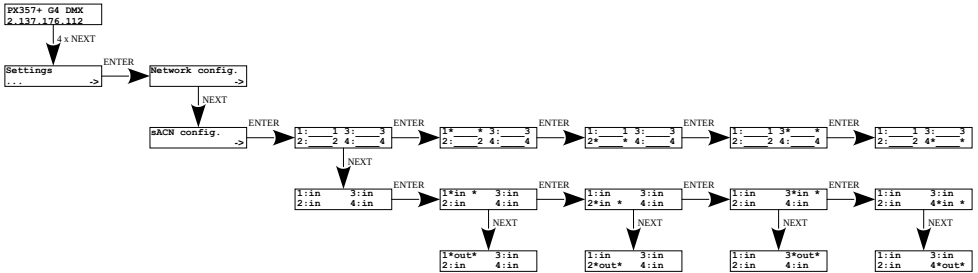 PX357+ G4 DMX
2.137.176.112
4 x NEXT
Settings
... ->
ENTER
Network config.
->
NEXT
sACN config.
->
ENTER
1:____1 3:____3
2:____2 4:____4
ENTER
1*____* 3:____3
2:____2 4:____4
ENTER
1:____1 3:____3
2*____* 4:____4
ENTER
1:____1 3*____*
2:____2 4:____4
ENTER
1:____1 3:____3
2:____2 4*____*
NEXT
1:in 3:in
2:in 4:in
ENTER
1*in * 3:in
2:in 4:in
ENTER
1:in 3:in
2*in * 4:in
ENTER
1:in 3*in *
2:in 4:in
ENTER
1:in 3:in
2:in 4*in *
NEXT
NEXT
NEXT
NEXT
1*out* 3:in
2:in 4:in
1:in 3:in
2*out* 4:in
1:in 3*out*
2:in 4:in
1:in 3:in
2:in 4*out*